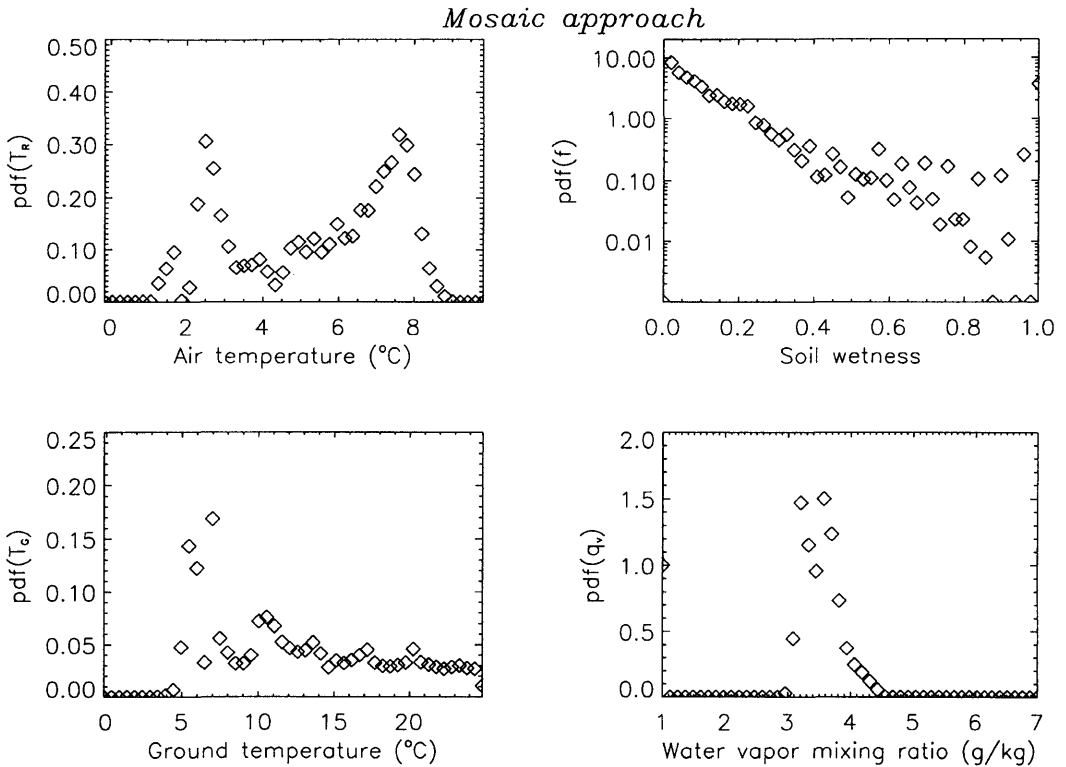 Mosaic approach
0.50
0.40
0.30
0.20
0.10
0.00
pdf(T_R)
0 2 4 6 8
Air temperature (°C)
10.00
1.00
0.10
0.01
pdf(f)
0.0 0.2 0.4 0.6 0.8 1.0
Soil wetness
0.25
0.20
0.15
0.10
0.05
0.00
pdf(T_G)
0 5 10 15 20
Ground temperature (°C)
2.0
1.5
1.0
0.5
0.0
pdf(q_v)
1 2 3 4 5 6 7
Water vapor mixing ratio (g/kg)